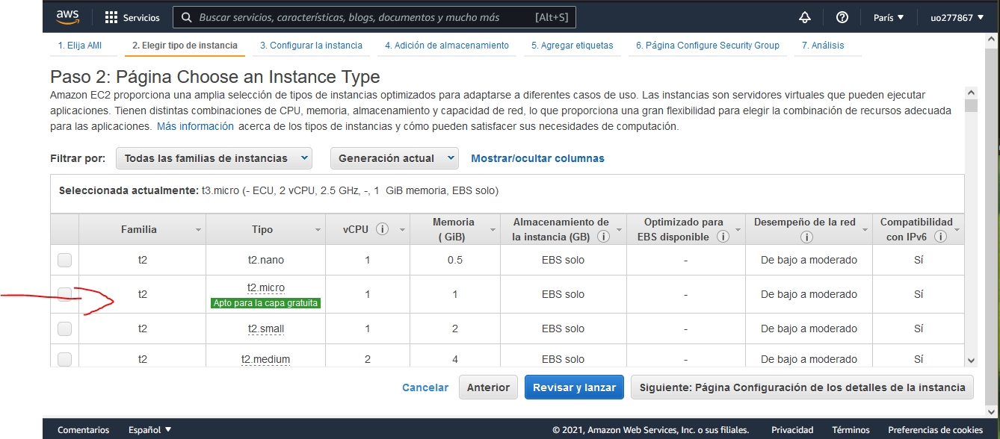 aws
Servicios
Buscar servicios, características, blogs, documentos y mucho más [Alt+S]
París
uo277867
1. Elija AMI
2. Elegir tipo de instancia
3. Configurar la instancia
4. Adición de almacenamiento
5. Agregar etiquetas
6. Página Configure Security Group
7. Análisis
Paso 2: Página Choose an Instance Type
Amazon EC2 proporciona una amplia selección de tipos de instancias optimizados para adaptarse a diferentes casos de uso. Las instancias son servidores virtuales que pueden ejecutar
aplicaciones. Tienen distintas combinaciones de CPU, memoria, almacenamiento y capacidad de red, lo que proporciona una gran flexibilidad para elegir la combinación de recursos adecuada
para las aplicaciones. Más información acerca de los tipos de instancias y cómo pueden satisfacer sus necesidades de computación.
Filtrar por: Todas las familias de instancias Generación actual Mostrar/ocultar columnas
Seleccionada actualmente: t3.micro (- ECU, 2 vCPU, 2.5 GHz, -, 1 GiB memoria, EBS solo)
Familia
Tipo
vCPU
Memoria
( GiB)
Almacenamiento de
la instancia (GB)
Optimizado para
EBS disponible
Desempeño de la red
Compatibilidad
con IPv6
t2 t2.nano 1 0.5 EBS solo - De bajo a moderado Sí
t2 t2.micro 1 1 EBS solo - De bajo a moderado Sí
Apto para la capa gratuita
t2 t2.small 1 2 EBS solo - De bajo a moderado Sí
t2 t2.medium 2 4 EBS solo - De bajo a moderado Sí
Cancelar Anterior Revisar y lanzar Siguiente: Página Configuración de los detalles de la instancia
Comentarios Español © 2021, Amazon Web Services, Inc. o sus filiales. Privacidad Términos Preferencias de cookies